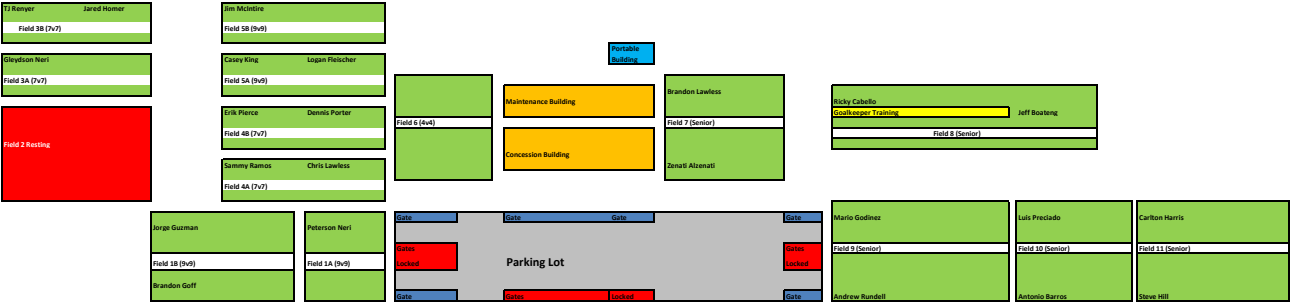 TJ Renyer Jared Homer
Field 3B (7v7)
Jim McIntire
Field 5B (9v9)
Portable
Building
Gleydson Neri
Field 3A (7v7)
Casey King Logan Fleischer
Field 5A (9v9)
Field 2 Resting
Erik Pierce Dennis Porter
Field 4B (7v7)
Sammy Ramos Chris Lawless
Field 4A (7v7)
Field 6 (4v4)
Maintenance Building
Concession Building
Brandon Lawless
Field 7 (Senior)
Zenati Alzenati
Ricky Cabello
Goalkeeper Training Jeff Boateng
Field 8 (Senior)
Jorge Guzman
Field 1B (9v9)
Brandon Goff
Peterson Neri
Field 1A (9v9)
Gate Gate Gate Gate
Gates
Locked
Parking Lot
Gates
Locked
Gate Gates Locked Gate
Mario Godinez
Field 9 (Senior)
Andrew Rundell
Luis Preciado
Field 10 (Senior)
Antonio Barros
Carlton Harris
Field 11 (Senior)
Steve Hill